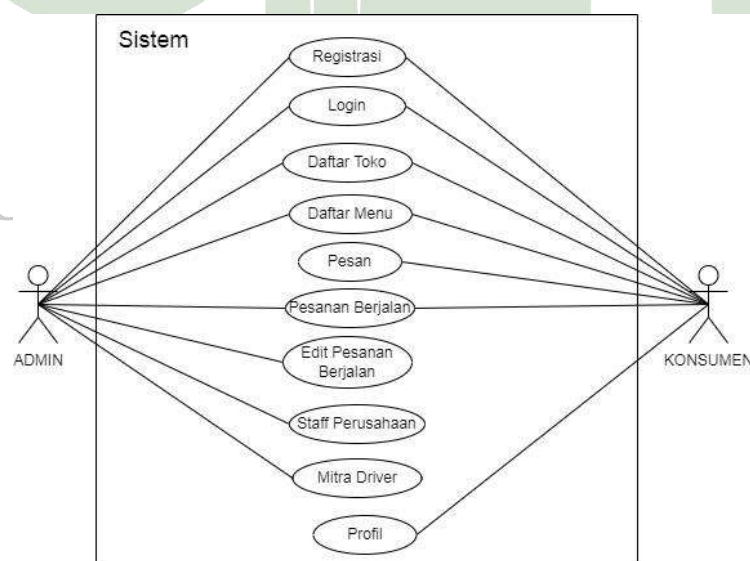 Sistem
Registrasi
Login
Daftar Toko
Daftar Menu
Pesan
Pesanan Berjalan
Edit Pesanan
Berjalan
Staff Perusahaan
Mitra Driver
Profil
ADMIN
KONSUMEN